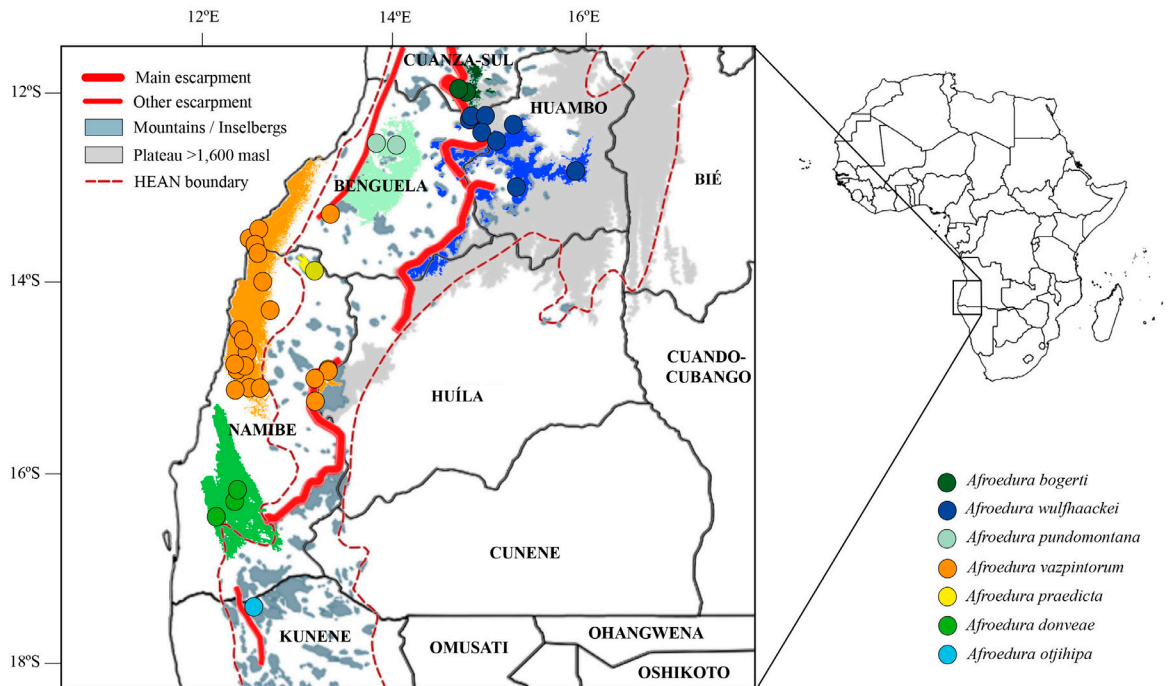 12ºE
14ºE
16ºE
12ºS
14ºS
16ºS
18ºS
Main escarpment
Other escarpment
Mountains / Inselbergs
Plateau >1,600 masl
HEAN boundary
CUANZA-SUL
HUAMBO
BENGUELA
BIÉ
CUANDO-
CUBANGO
HUÍLA
NAMIBE
CUNENE
KUNENE
OMUSATI
OHANGWENA
OSHIKOTO
Afroedura bogerti
Afroedura wulfhaackei
Afroedura pundomontana
Afroedura vazpintorum
Afroedura praedicta
Afroedura donveae
Afroedura otjihipa